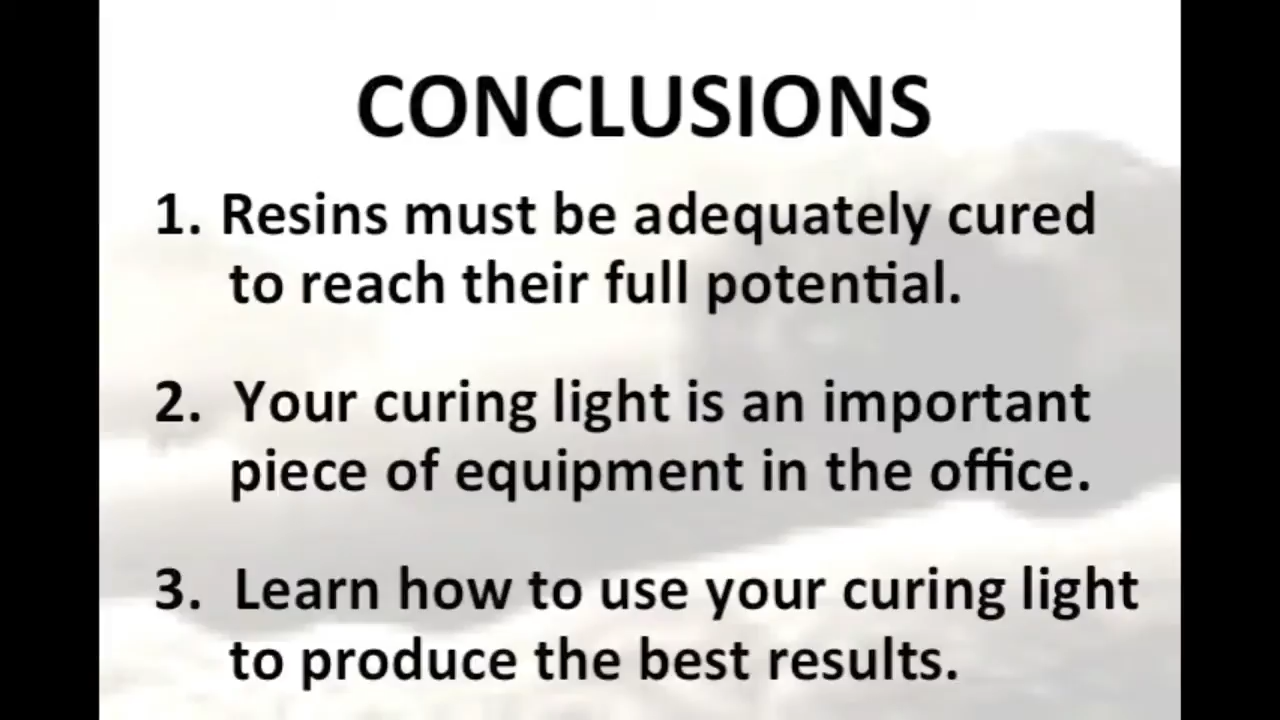 CONCLUSIONS
1. Resins must be adequately cured
to reach their full potential.
2. Your curing light is an important
piece of equipment in the office.
3. Learn how to use your curing light
to produce the best results.